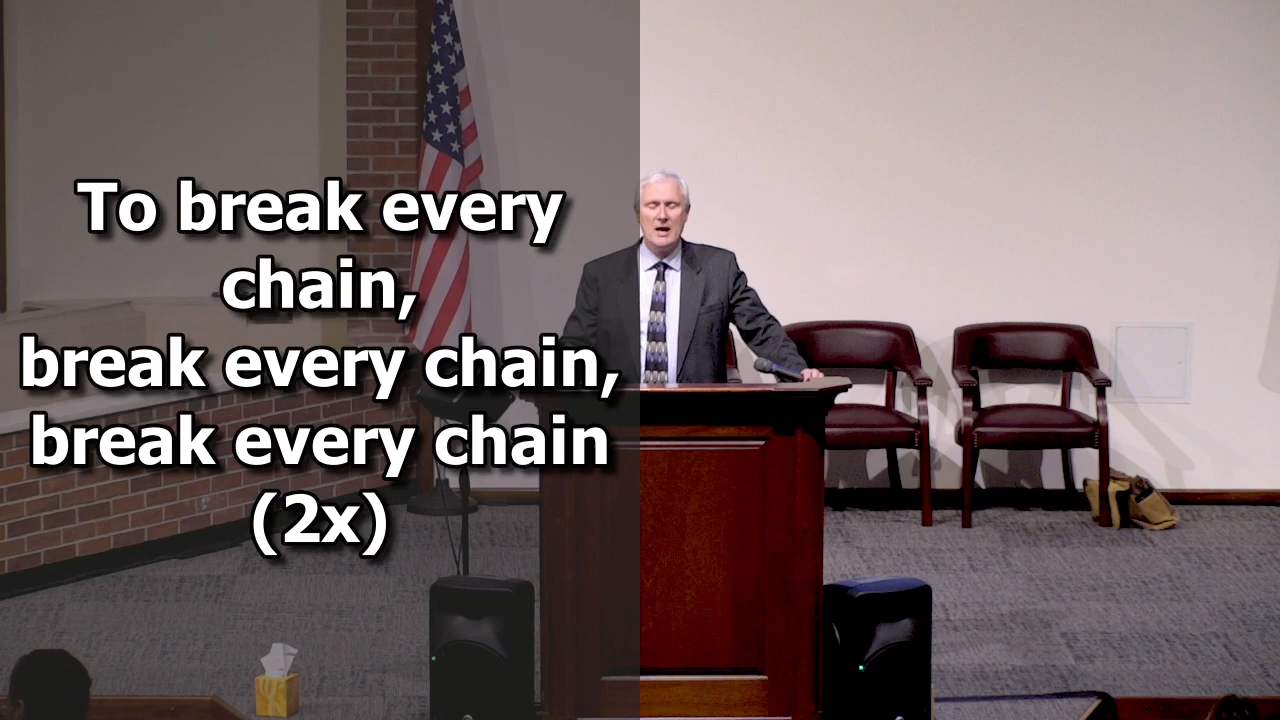 To break every
chain,
break every chain,
break every chain
(2x)